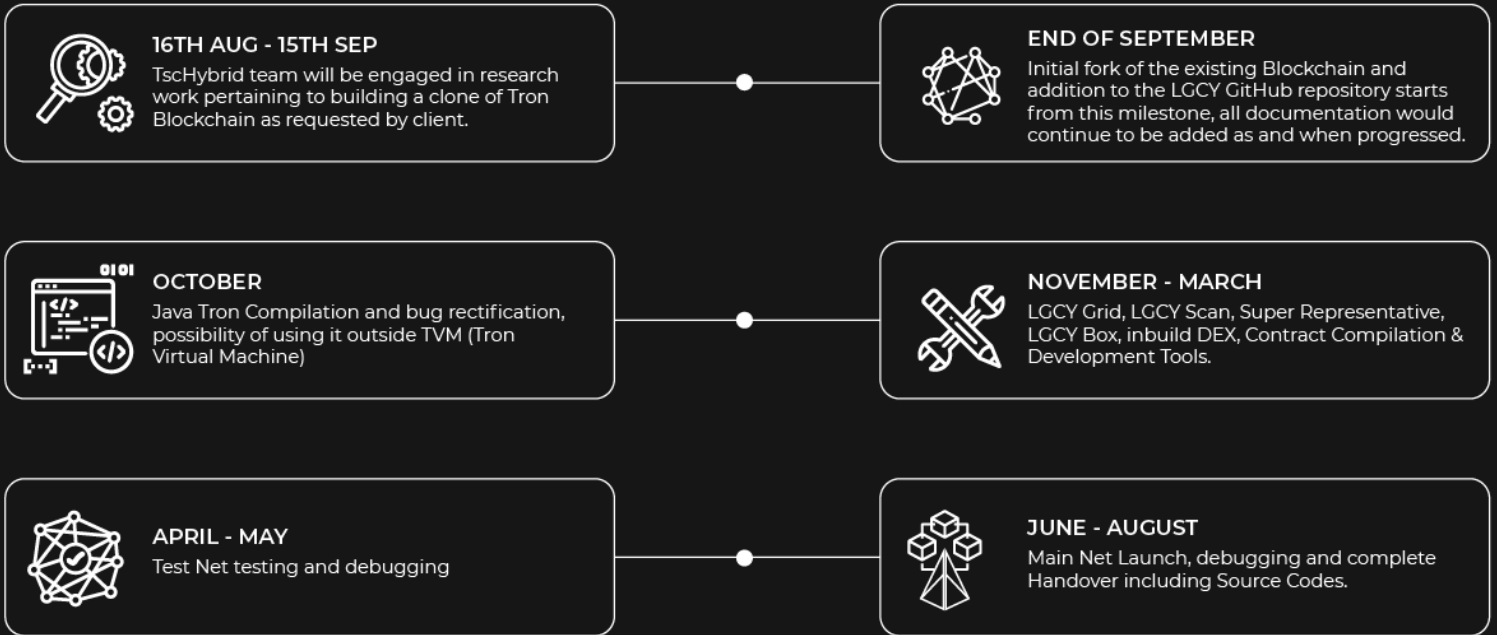 16TH AUG - 15TH SEP
TscHybrid team will be engaged in research
work pertaining to building a clone of Tron
Blockchain as requested by client.
END OF SEPTEMBER
Initial fork of the existing Blockchain and
addition to the LGCY GitHub repository starts
from this milestone, all documentation would
continue to be added as and when progressed.
0101
</>
</>
[...]
OCTOBER
Java Tron Compilation and bug rectification,
possibility of using it outside TVM (Tron
Virtual Machine)
NOVEMBER - MARCH
LGCY Grid, LGCY Scan, Super Representative,
LGCY Box, inbuild DEX, Contract Compilation &
Development Tools.
APRIL - MAY
Test Net testing and debugging
JUNE - AUGUST
Main Net Launch, debugging and complete
Handover including Source Codes.